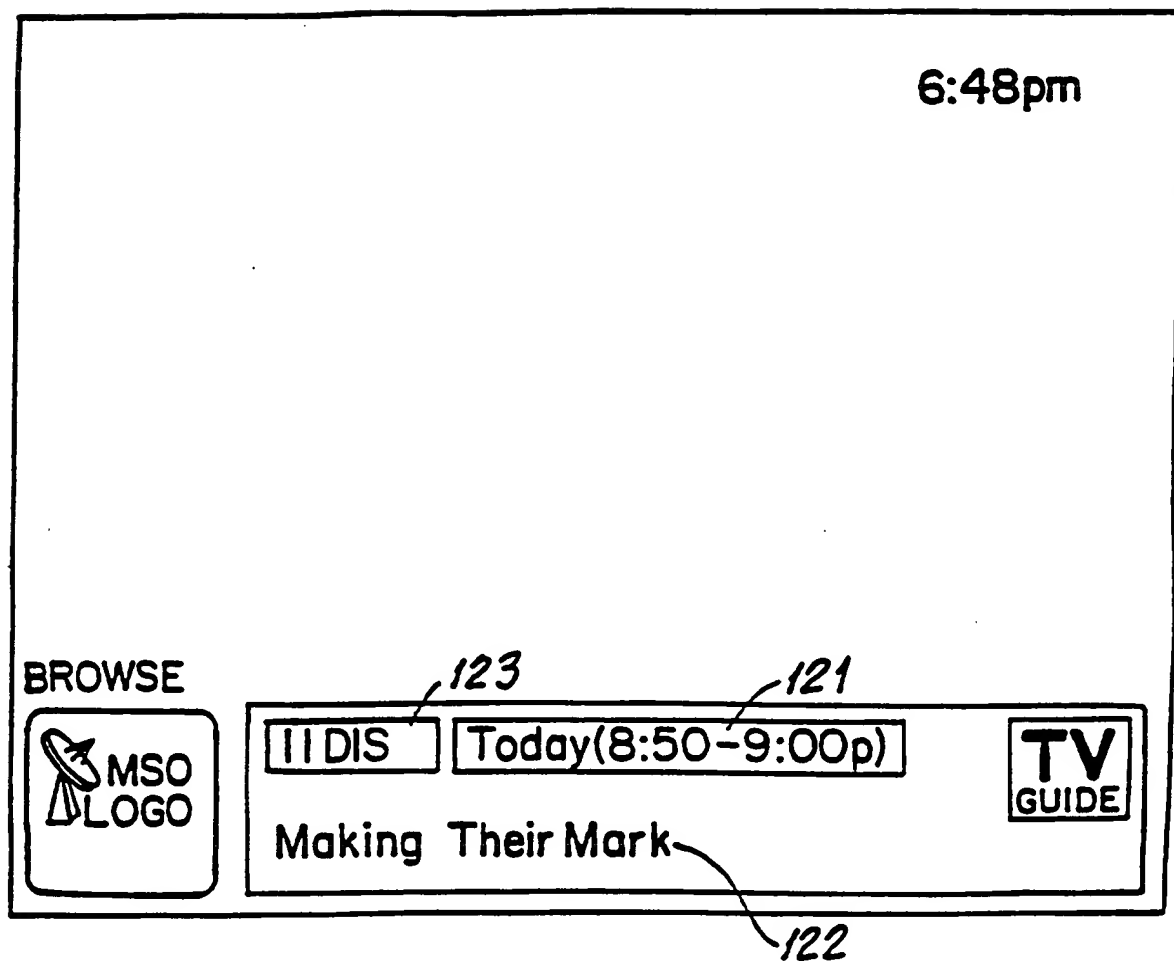 6:48pm
BROWSE
123
121
MSO
LOGO
11 DIS
Today(8:50-9:00p)
TV
GUIDE
Making Their Mark
122